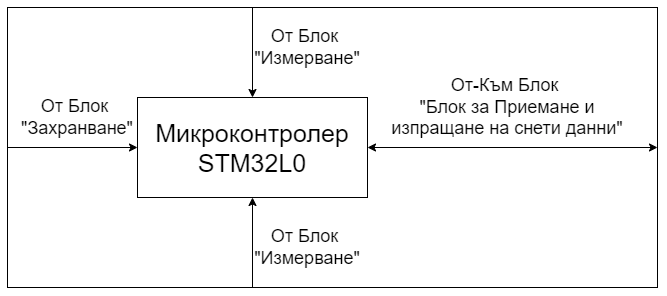 От Блок
"Измерване"
От-Към Блок
"Блок за Приемане и
изпращане на снети данни"
От Блок
"Захранване"
Микроконтролер
STM32L0
От Блок
"Измерване"